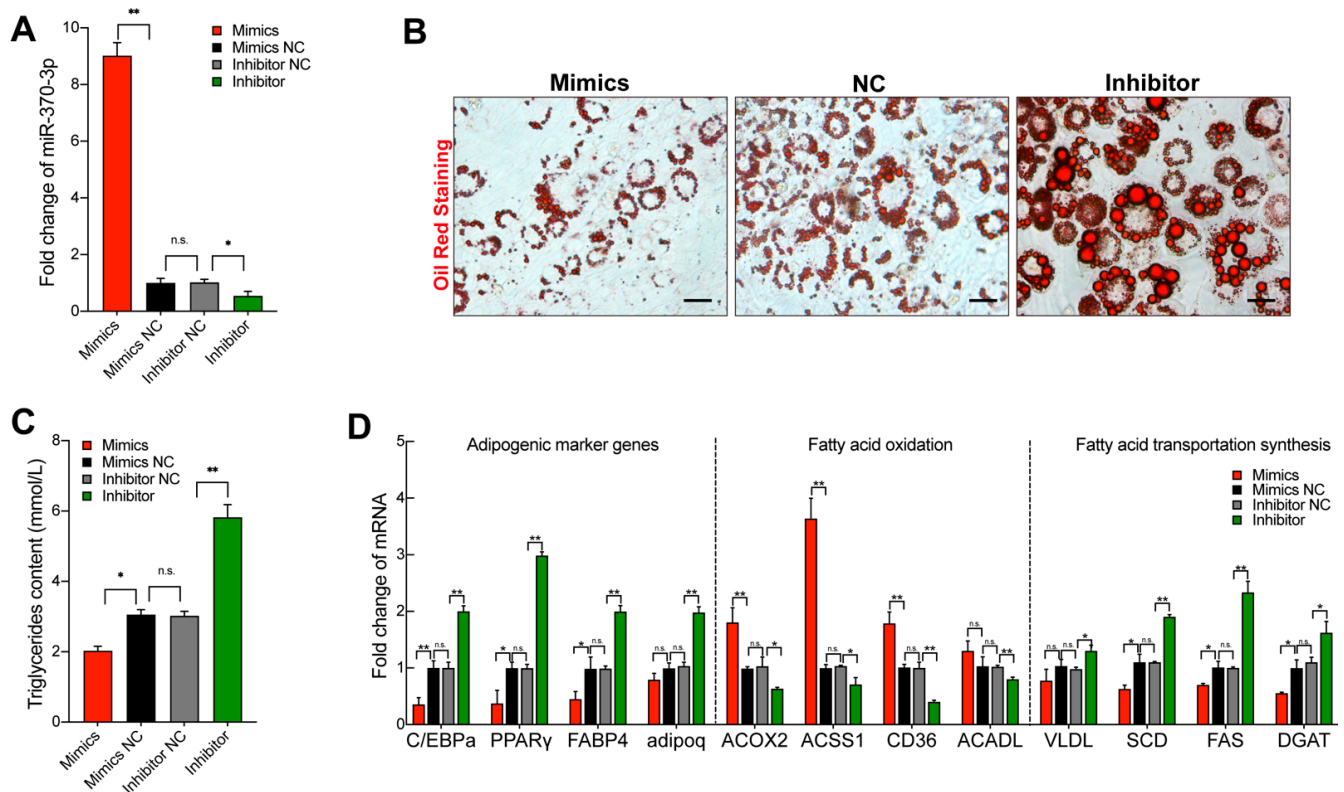 A
Fold change of miR-370-3p
10
8
6
4
2
0
**
n.s.
*
Mimics
Mimics NC
Inhibitor NC
Inhibitor
Mimics
Mimics NC
Inhibitor NC
Inhibitor
B
Mimics
NC
Inhibitor
Oil Red Staining
C
Triglycerides content (mmol/L)
8
6
4
2
0
Mimics
Mimics NC
Inhibitor NC
Inhibitor
*
n.s.
**
Mimics
Mimics NC
Inhibitor NC
Inhibitor
D
Adipogenic marker genes
Fatty acid oxidation
Fatty acid transportation synthesis
Mimics
Mimics NC
Inhibitor NC
Inhibitor
Fold change of mRNA
5
4
3
2
1
0
** n.s. **
* n.s. **
* n.s. **
n.s. n.s. **
** n.s. *
** n.s. *
** n.s. **
n.s. n.s. **
n.s. n.s. *
* n.s. **
* n.s. **
* n.s. *
C/EBPa PPARγ FABP4 adipoq ACOX2 ACSS1 CD36 ACADL VLDL SCD FAS DGAT